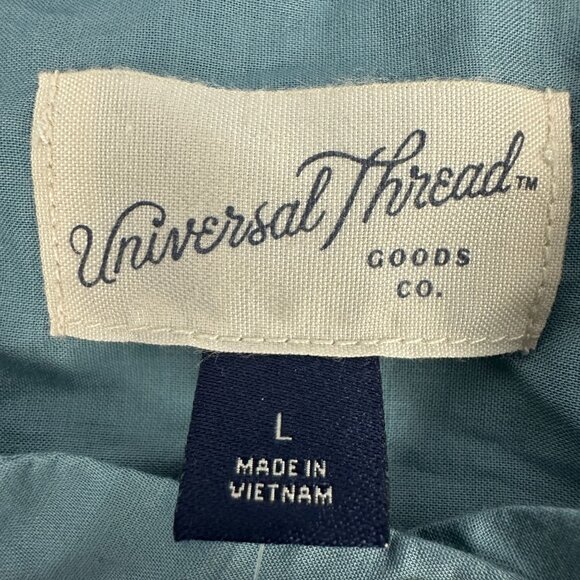 Universal Thread™
GOODS
CO.
L
MADE IN
VIETNAM